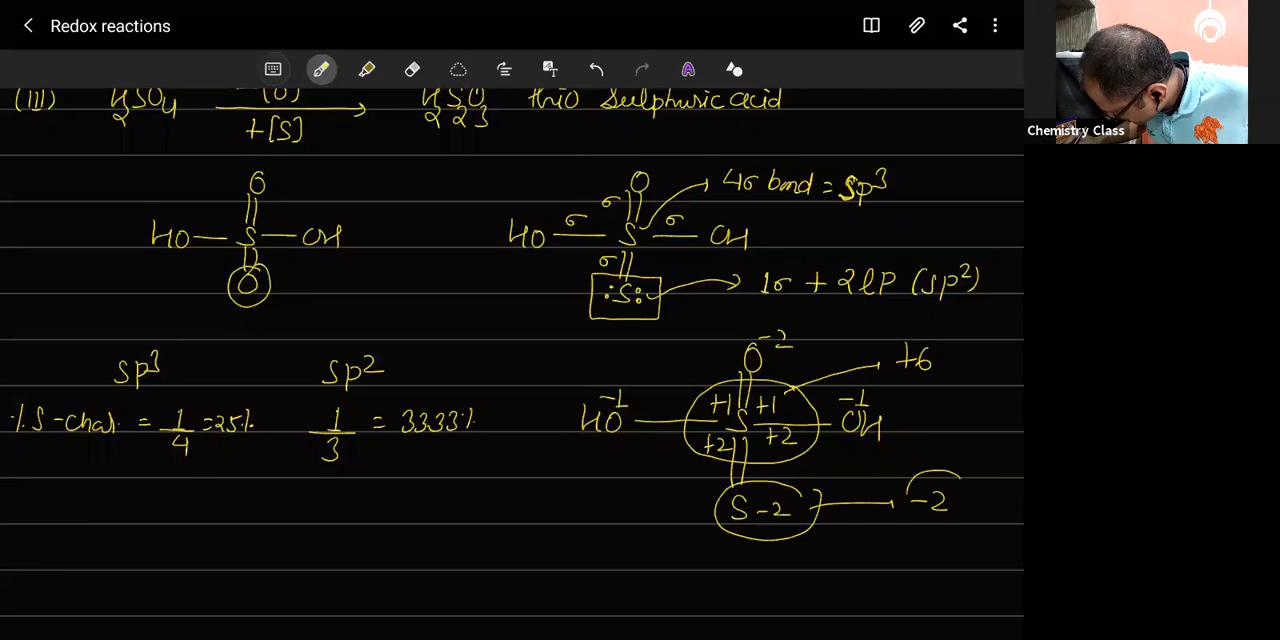 Redox reactions
(III) H2SO4 -[O] +[S] → H2S2O3 thio Sulphuric acid
O O 4σ bond = sp³
σ
HO S OH HO σ S σ OH
σ
O :S: 1σ + 2lp (sp²)
O⁻²
sp³ sp² +6
+1 +1
% S-char. = 1/4 = 25% 1/3 = 33.33% HO⁻¹ S ⁻¹OH
+2 +2
S -2 -2
Chemistry Class